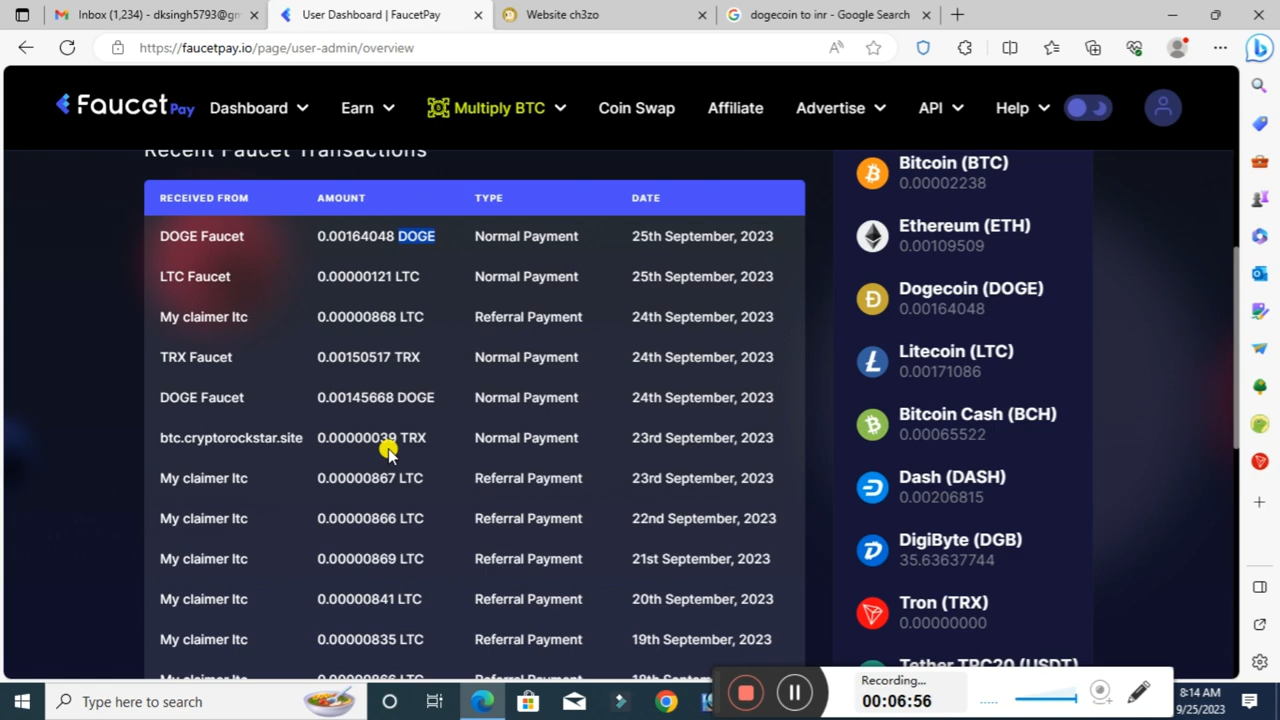 Inbox (1,234) - dksingh5793@gm
User Dashboard | FaucetPay
Website ch3zo
dogecoin to inr - Google Search
https://faucetpay.io/page/user-admin/overview
FaucetPay
Dashboard
Earn
Multiply BTC
Coin Swap
Affiliate
Advertise
API
Help
Recent Faucet Transactions
RECEIVED FROM AMOUNT TYPE DATE
DOGE Faucet 0.00164048 DOGE Normal Payment 25th September, 2023
LTC Faucet 0.00000121 LTC Normal Payment 25th September, 2023
My claimer ltc 0.00000868 LTC Referral Payment 24th September, 2023
TRX Faucet 0.00150517 TRX Normal Payment 24th September, 2023
DOGE Faucet 0.00145668 DOGE Normal Payment 24th September, 2023
btc.cryptorockstar.site 0.00000039 TRX Normal Payment 23rd September, 2023
My claimer ltc 0.00000867 LTC Referral Payment 23rd September, 2023
My claimer ltc 0.00000866 LTC Referral Payment 22nd September, 2023
My claimer ltc 0.00000869 LTC Referral Payment 21st September, 2023
My claimer ltc 0.00000841 LTC Referral Payment 20th September, 2023
My claimer ltc 0.00000835 LTC Referral Payment 19th September, 2023
Bitcoin (BTC)
0.00002238
Ethereum (ETH)
0.00109509
Dogecoin (DOGE)
0.00164048
Litecoin (LTC)
0.00171086
Bitcoin Cash (BCH)
0.00065522
Dash (DASH)
0.00206815
DigiByte (DGB)
35.63637744
Tron (TRX)
0.00000000
Tether TRC20 (USDT)
Recording...
00:06:56
Type here to search
8:14 AM
9/25/2023